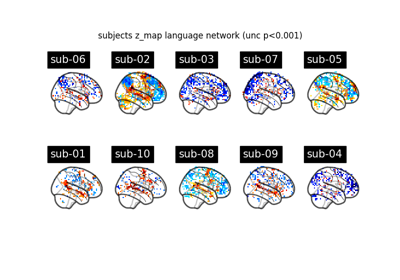 subjects z_map language network (unc p<0.001)
sub-06 sub-02 sub-03 sub-07 sub-05
sub-01 sub-10 sub-08 sub-09 sub-04